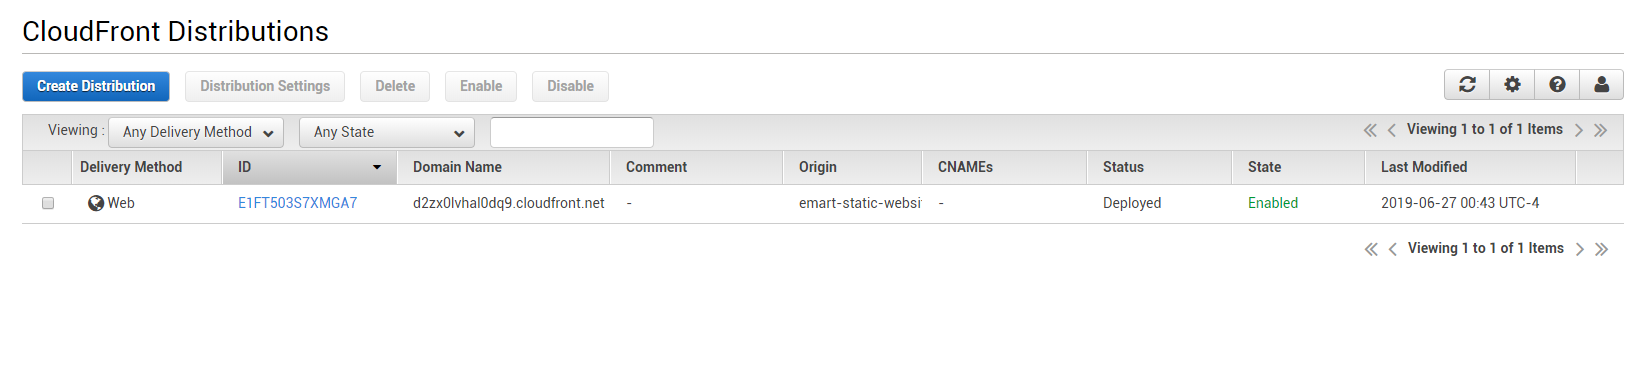 CloudFront Distributions
Create Distribution Distribution Settings Delete Enable Disable
Viewing : Any Delivery Method Any State Viewing 1 to 1 of 1 Items
Delivery Method ID Domain Name Comment Origin CNAMEs Status State Last Modified
Web E1FT503S7XMGA7 d2zx0lvhal0dq9.cloudfront.net - emart-static-websi - Deployed Enabled 2019-06-27 00:43 UTC-4
Viewing 1 to 1 of 1 Items